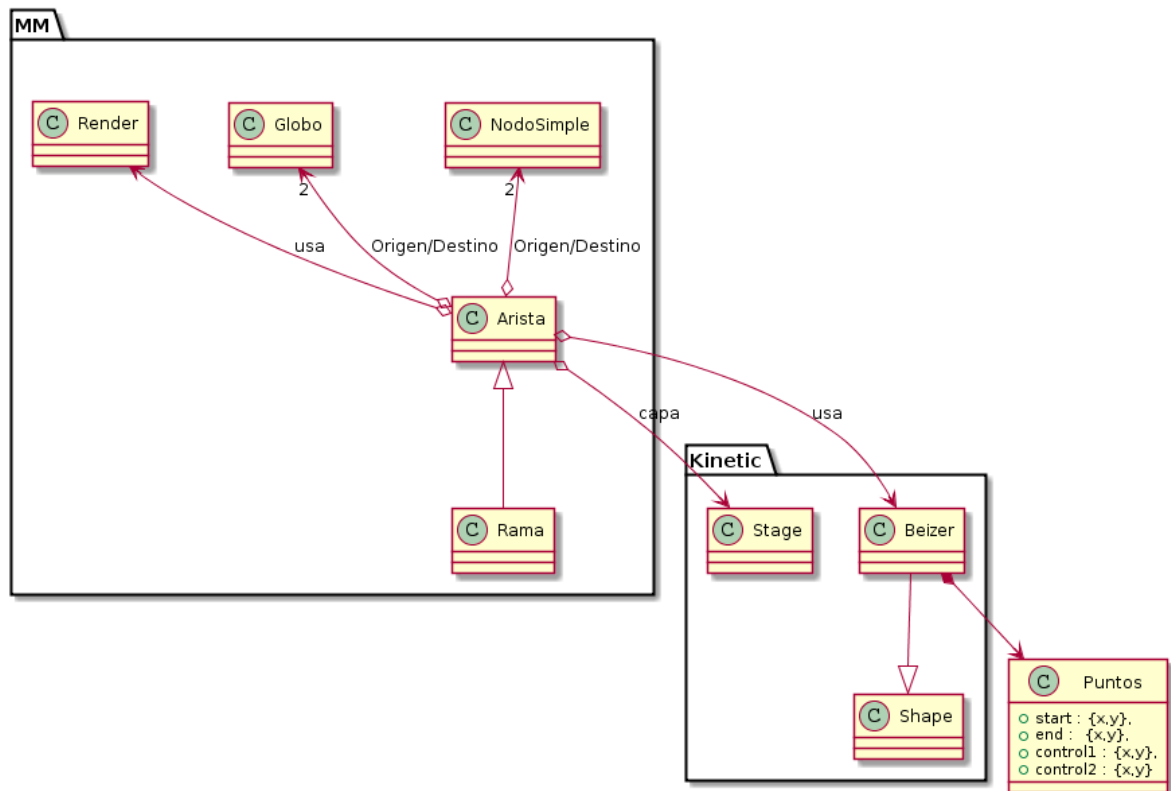 MM
C Render
C Globo
C NodoSimple
2
2
usa
Origen/Destino
Origen/Destino
C Arista
capa
usa
Kinetic
C Rama
C Stage
C Beizer
C Puntos
start : {x,y},
end : {x,y},
control1 : {x,y},
control2 : {x,y}
C Shape